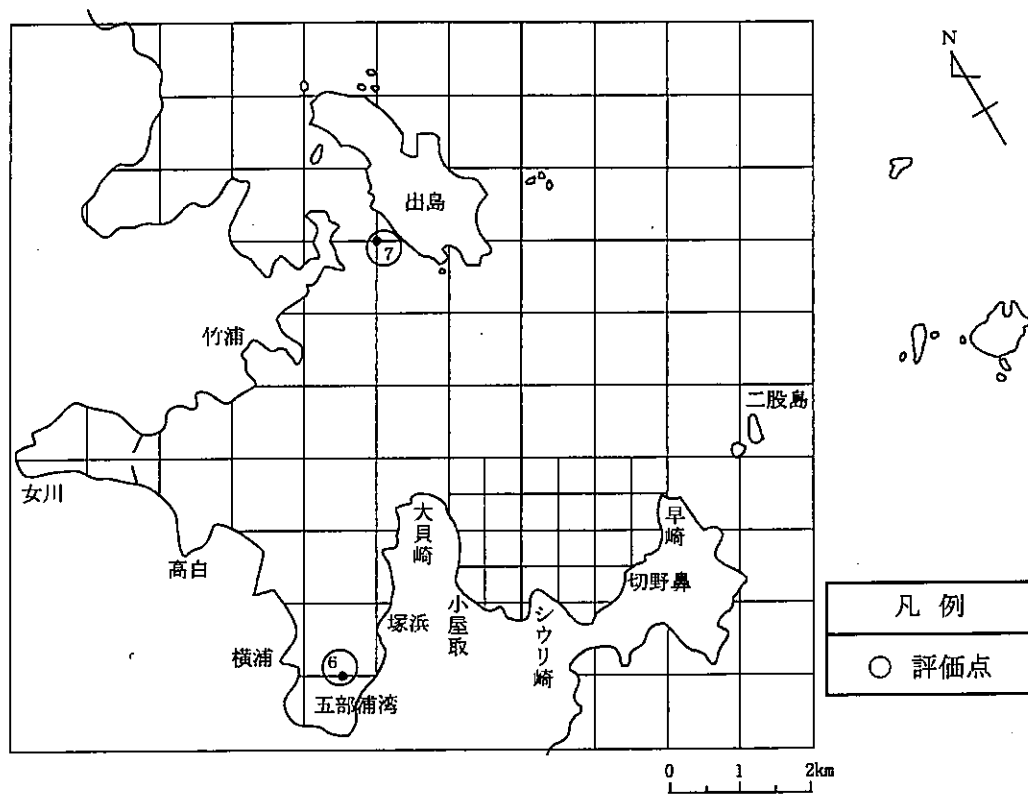 N
出島
7
竹浦
二股島
女川
大貝崎
早崎
高白
切野鼻
小屋取
塚浜
シウリ崎
横浦
6
五部浦湾
凡例
○ 評価点
0 1 2km